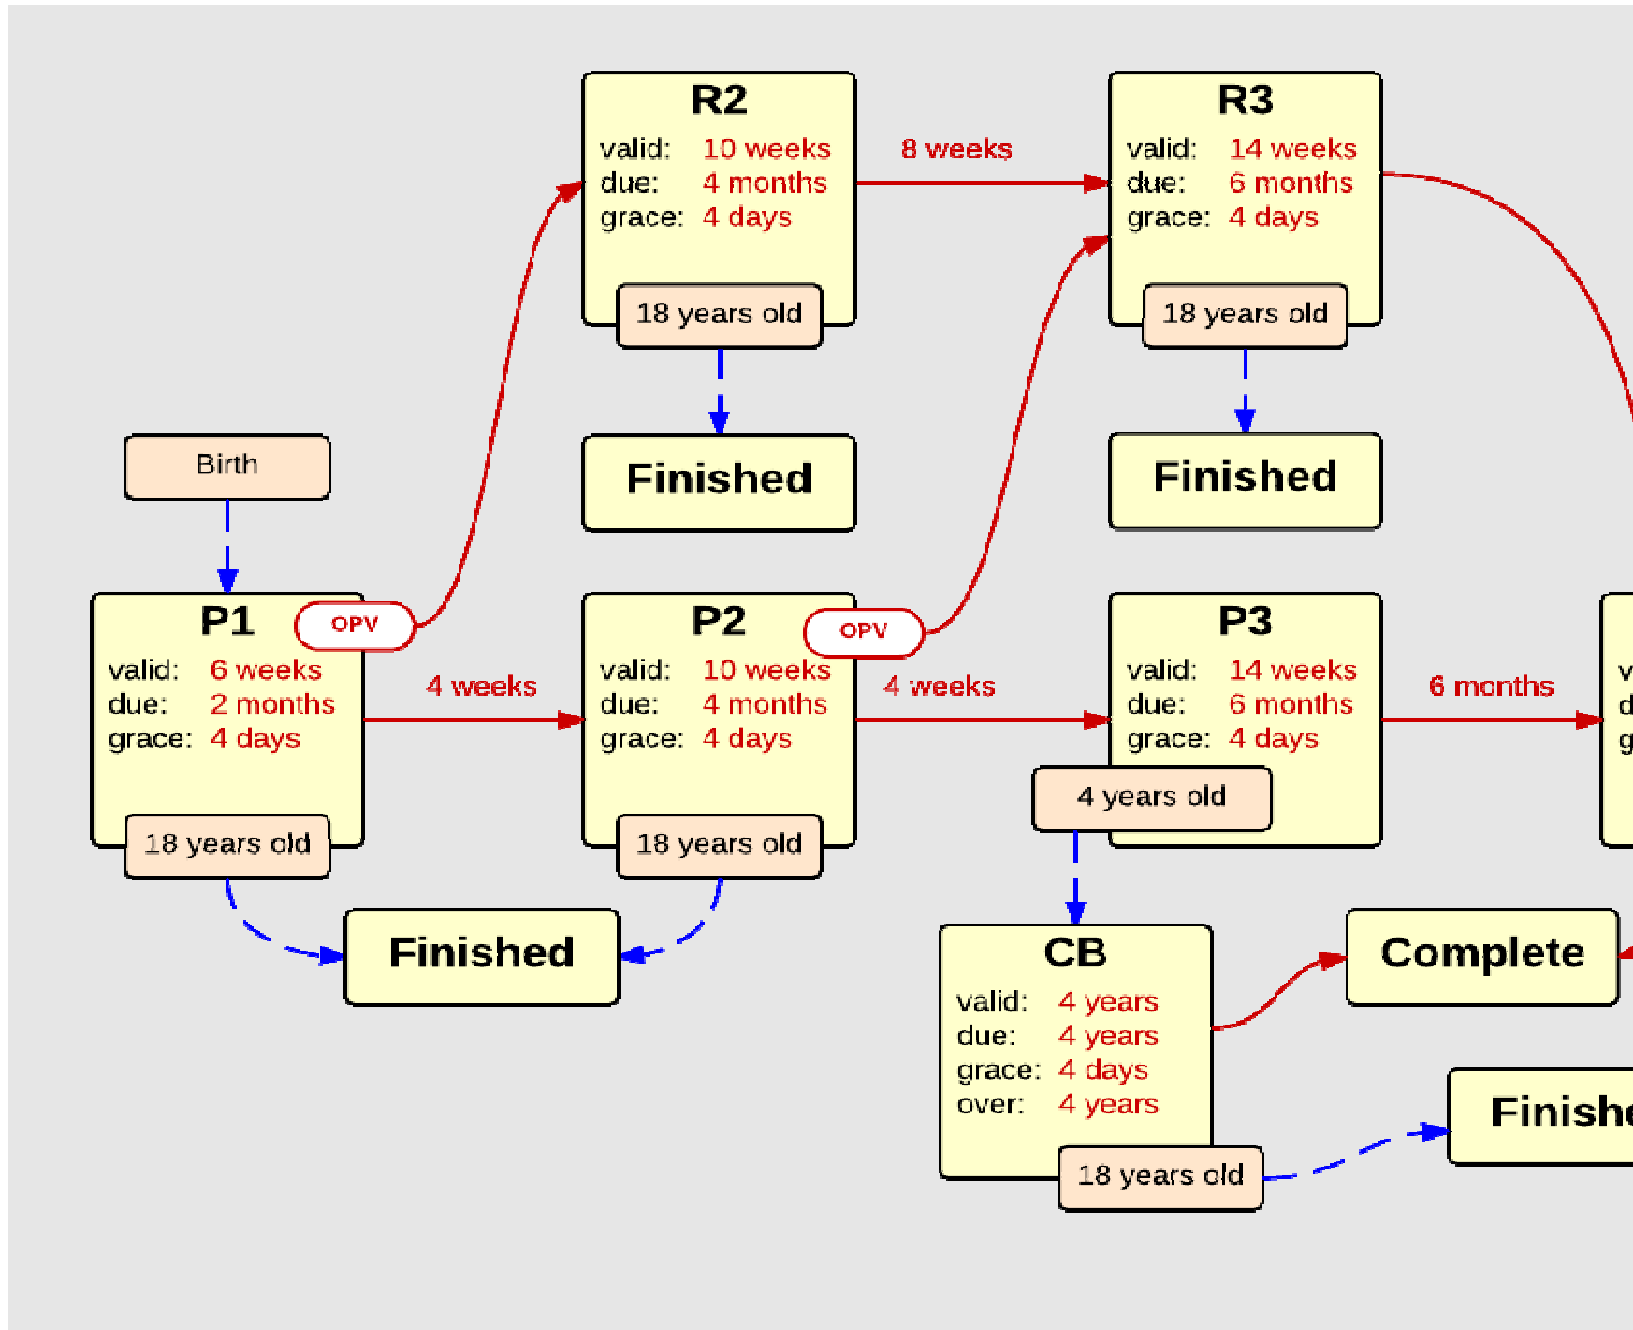 R2
valid: 10 weeks
due: 4 months
grace: 4 days
18 years old
8 weeks
R3
valid: 14 weeks
due: 6 months
grace: 4 days
18 years old
Birth
Finished
Finished
P1
OPV
valid: 6 weeks
due: 2 months
grace: 4 days
18 years old
4 weeks
P2
OPV
valid: 10 weeks
due: 4 months
grace: 4 days
18 years old
4 weeks
P3
valid: 14 weeks
due: 6 months
grace: 4 days
4 years old
6 months
Finished
CB
valid: 4 years
due: 4 years
grace: 4 days
over: 4 years
18 years old
Complete